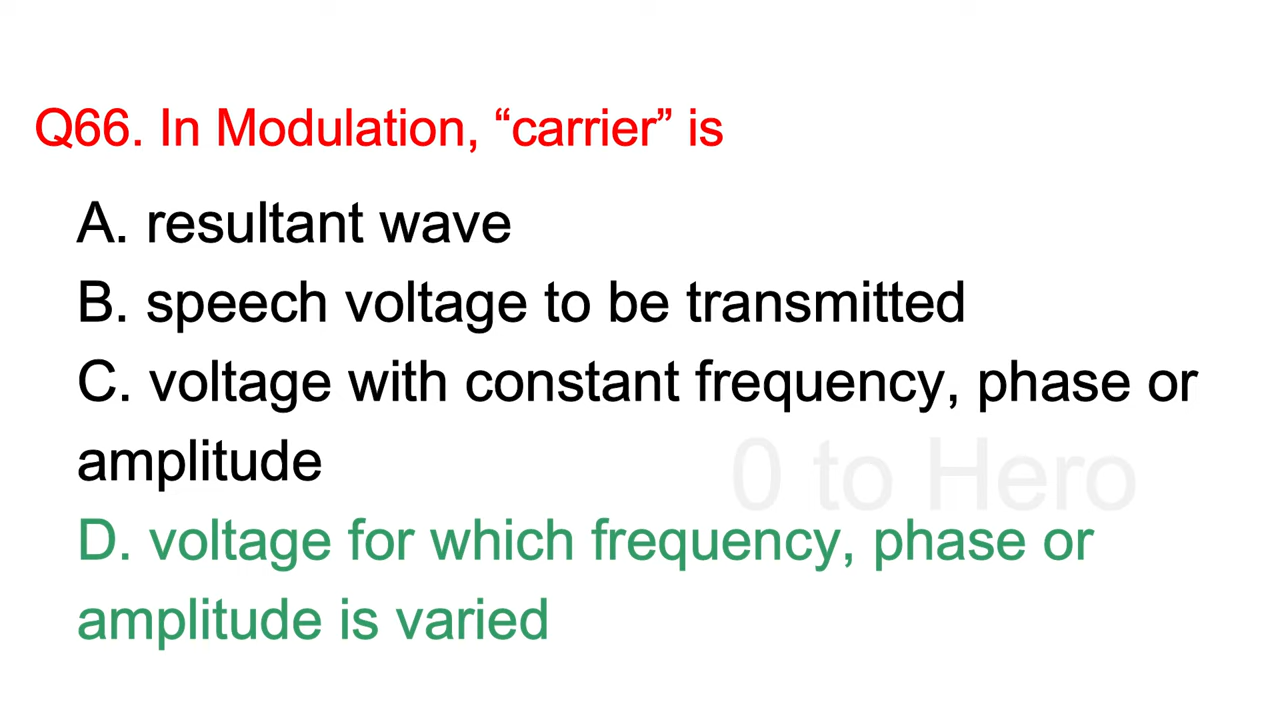 Q66. In Modulation, “carrier” is
A. resultant wave
B. speech voltage to be transmitted
C. voltage with constant frequency, phase or
amplitude
0 to Hero
D. voltage for which frequency, phase or
amplitude is varied